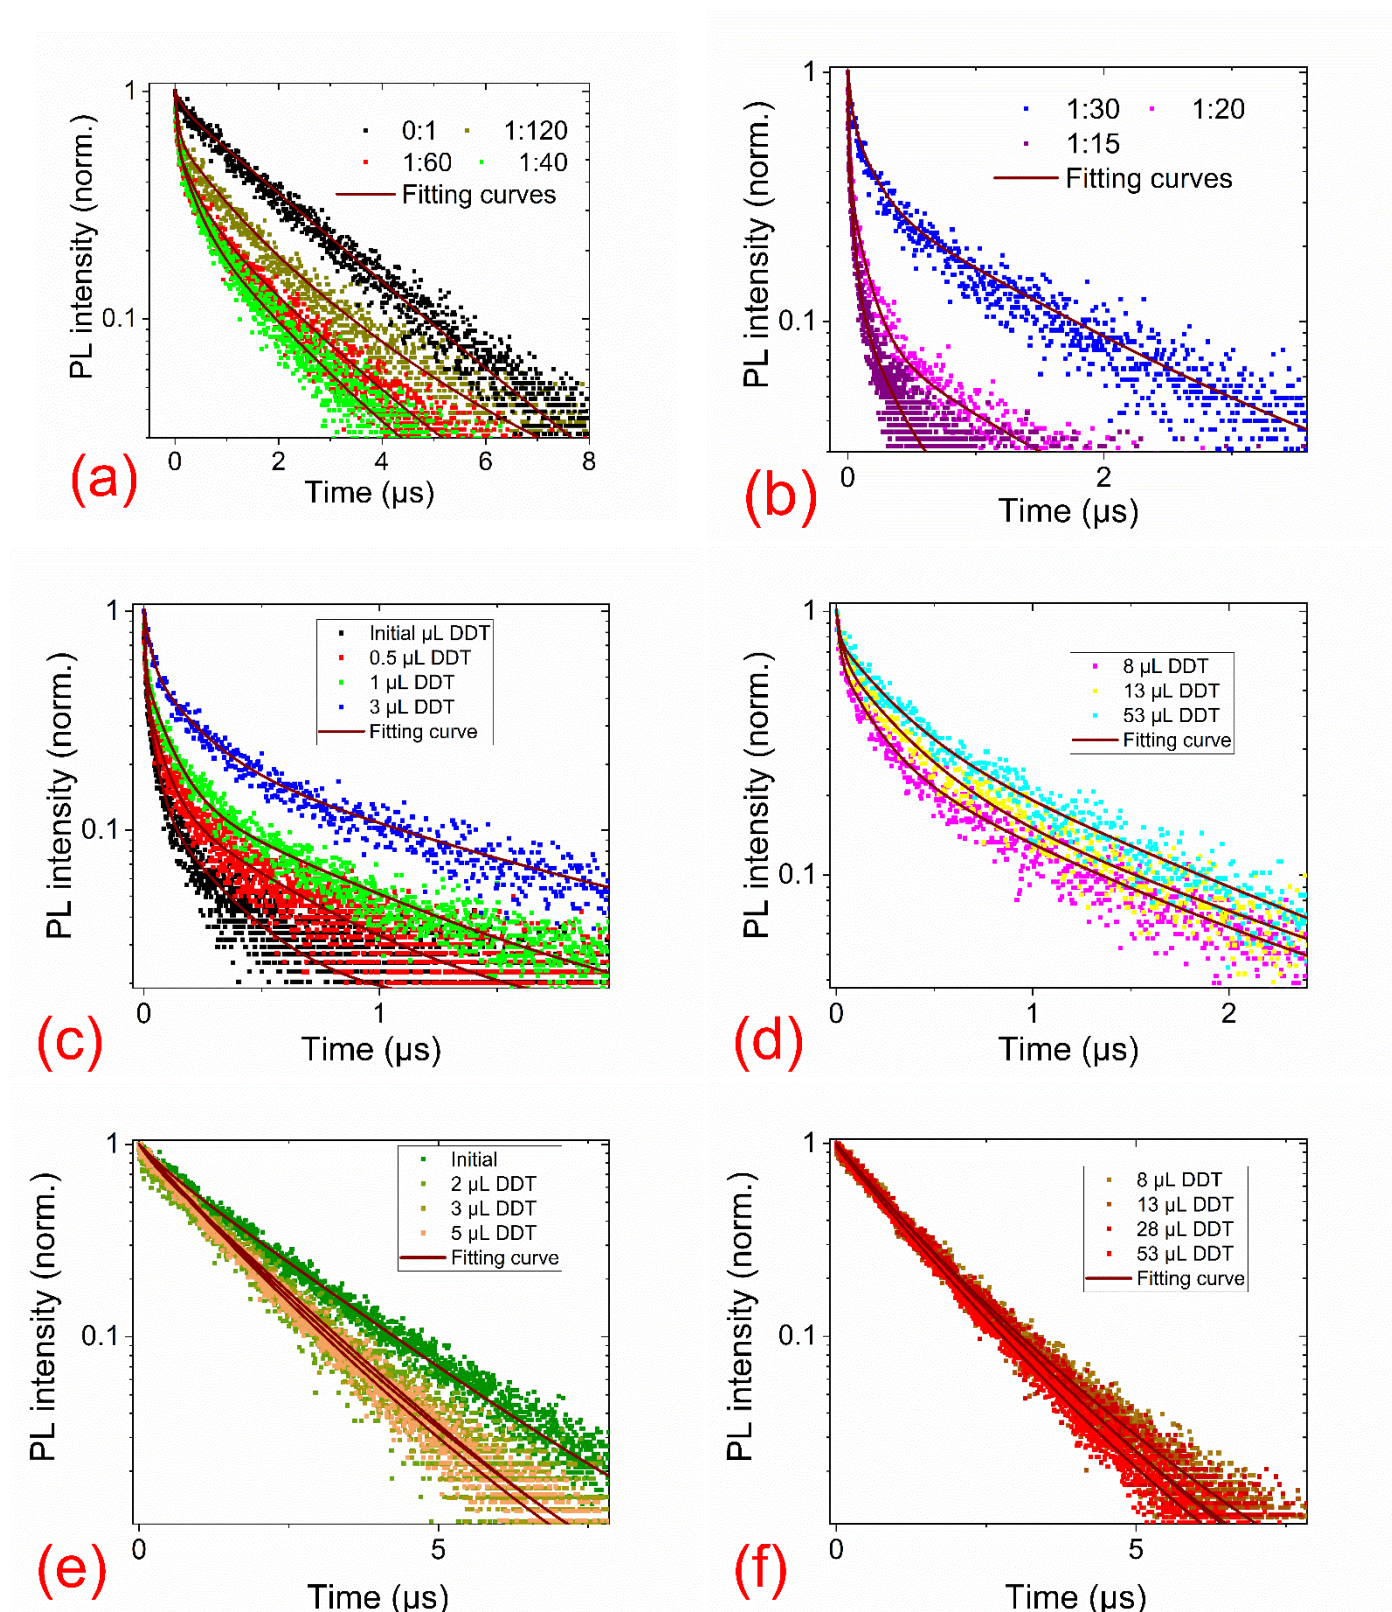 1
0.1
PL intensity (norm.)
0:1 1:120
1:60 1:40
Fitting curves
0 2 4 6 8
Time (µs)
(a)
1
0.1
PL intensity (norm.)
1:30 1:20
1:15
Fitting curves
0 2
Time (µs)
(b)
1
0.1
PL intensity (norm.)
Initial µL DDT
0.5 µL DDT
1 µL DDT
3 µL DDT
Fitting curve
0 1
Time (µs)
(c)
1
0.1
PL intensity (norm.)
8 µL DDT
13 µL DDT
53 µL DDT
Fitting curve
0 1 2
Time (µs)
(d)
1
0.1
PL intensity (norm.)
Initial
2 µL DDT
3 µL DDT
5 µL DDT
Fitting curve
0 5
Time (µs)
(e)
1
0.1
PL intensity (norm.)
8 µL DDT
13 µL DDT
28 µL DDT
53 µL DDT
Fitting curve
0 5
Time (µs)
(f)